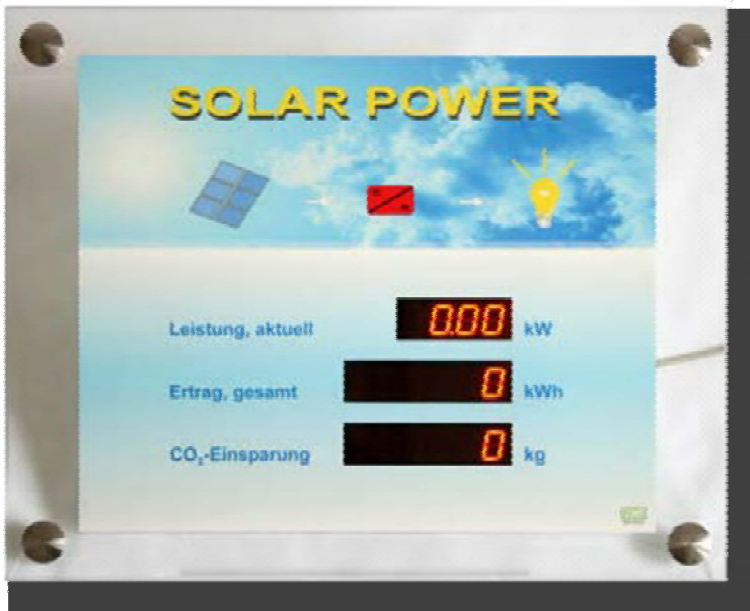 SOLAR POWER
Leistung, aktuell 0.00 kW
Ertrag, gesamt 0 kWh
CO₂-Einsparung 0 kg